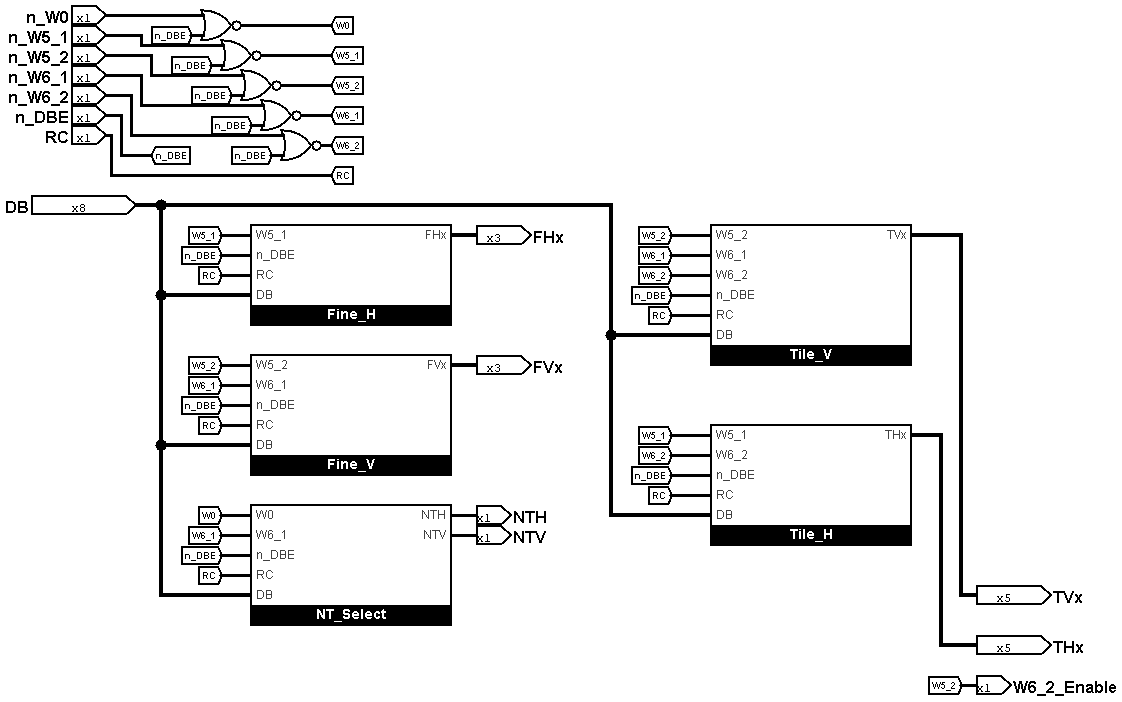 n_W0 x1
n_DBE W0
n_W5_1 x1
n_DBE W5_1
n_W5_2 x1
n_DBE W5_2
n_W6_1 x1
n_DBE W6_1
n_W6_2 x1
n_DBE W6_2
n_DBE x1
n_DBE
RC x1
RC
DB x8
W5_1 W5_1 FHx x3 FHx
n_DBE n_DBE
RC RC
DB
Fine_H
W5_2 W5_2 FVx x3 FVx
W6_1 W6_1
n_DBE n_DBE
RC RC
DB
Fine_V
W0 W0 NTH x1 NTH
W6_1 W6_1 NTV x1 NTV
n_DBE n_DBE
RC RC
DB
NT_Select
W5_2 W5_2 TVx
W6_1 W6_1
W6_2 W6_2
n_DBE n_DBE
RC RC
DB
Tile_V
W5_1 W5_1 THx
W6_2 W6_2
n_DBE n_DBE
RC RC
DB
Tile_H
x5 TVx
x5 THx
W5_2 x1 W6_2_Enable